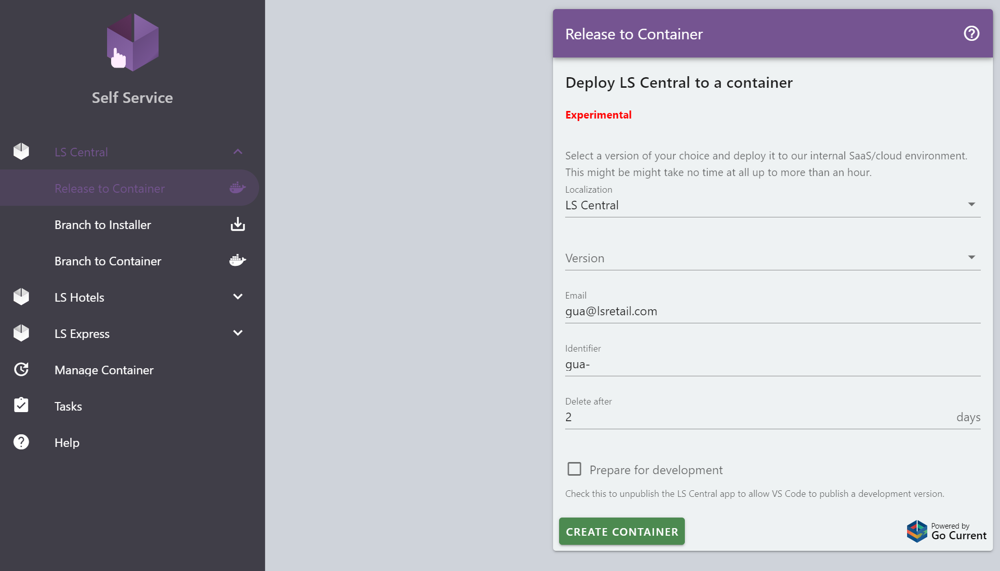 Self Service
LS Central
Release to Container
Branch to Installer
Branch to Container
LS Hotels
LS Express
Manage Container
Tasks
Help
Release to Container
Deploy LS Central to a container
Experimental
Select a version of your choice and deploy it to our internal SaaS/cloud environment.
This might be might take no time at all up to more than an hour.
Localization
LS Central
Version
Email
gua@lsretail.com
Identifier
gua-
Delete after
2 days
Prepare for development
Check this to unpublish the LS Central app to allow VS Code to publish a development version.
CREATE CONTAINER
Powered by
Go Current